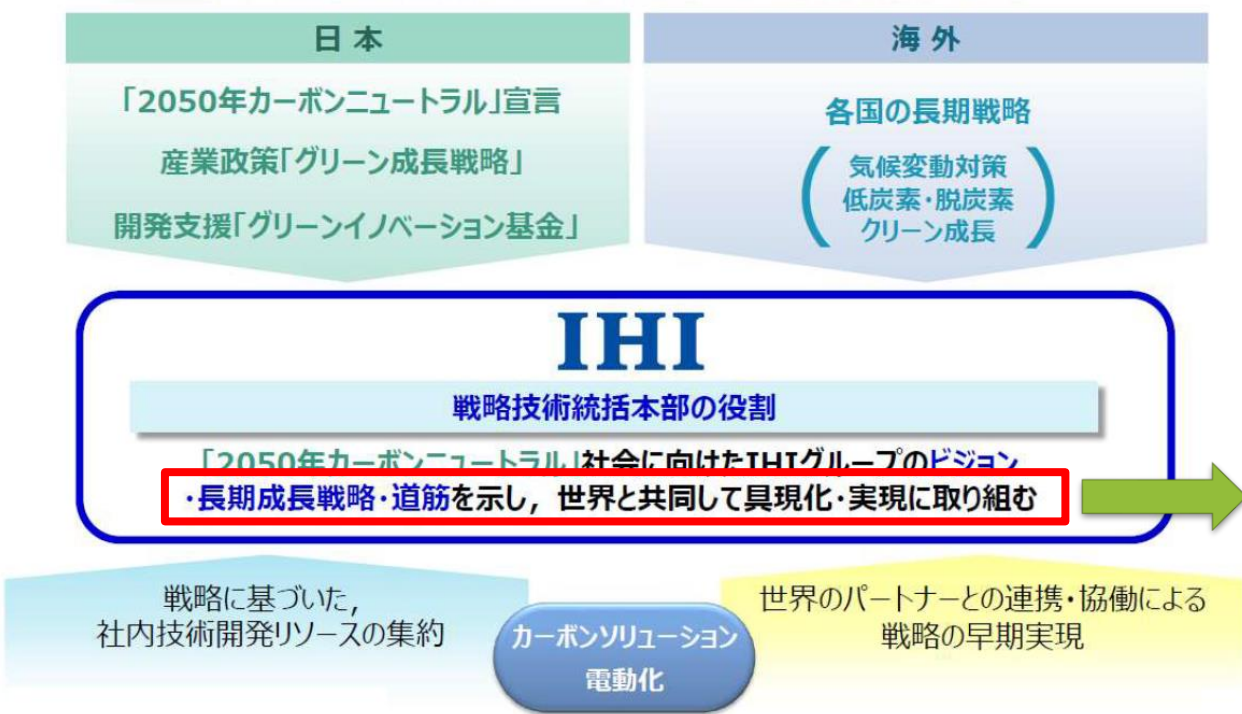 日本
「2050年カーボンニュートラル」宣言
産業政策「グリーン成長戦略」
開発支援「グリーンイノベーション基金」
海外
各国の長期戦略
気候変動対策
低炭素・脱炭素
クリーン成長
IHI
戦略技術統括本部の役割
「2050年カーボンニュートラル」社会に向けたIHIグループのビジョン
・長期成長戦略・道筋を示し，世界と共同して具現化・実現に取り組む
戦略に基づいた，
社内技術開発リソースの集約
カーボンソリューション
電動化
世界のパートナーとの連携・協働による
戦略の早期実現